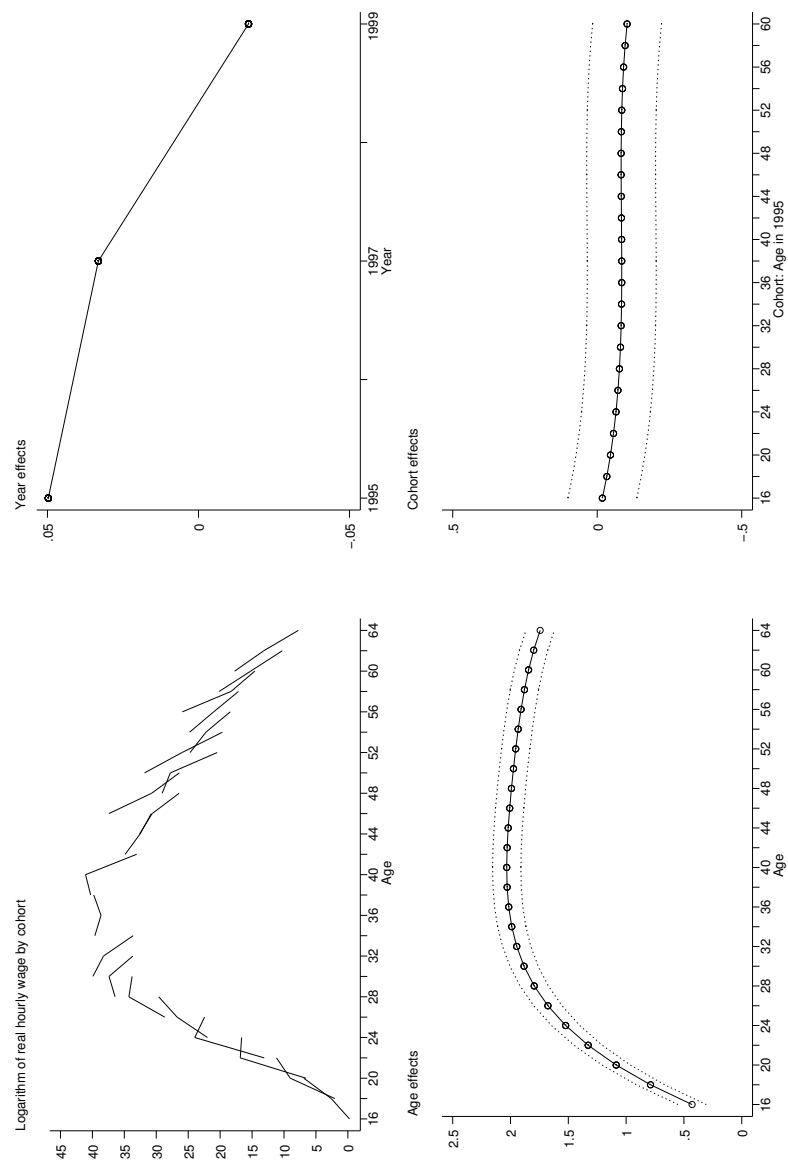 Logarithm of real hourly wage by cohort
45
40
35
30
25
20
15
10
5
0
16 20 24 28 32 36 40 44 48 52 56 60 64
Age
Year effects
.05
0
-.05
1995 1997 1999
Year
Age effects
2.5
2
1.5
1
.5
0
16 20 24 28 32 36 40 44 48 52 56 60 64
Age
Cohort effects
.5
0
-.5
16 20 24 28 32 36 40 44 48 52 56 60
Cohort: Age in 1995